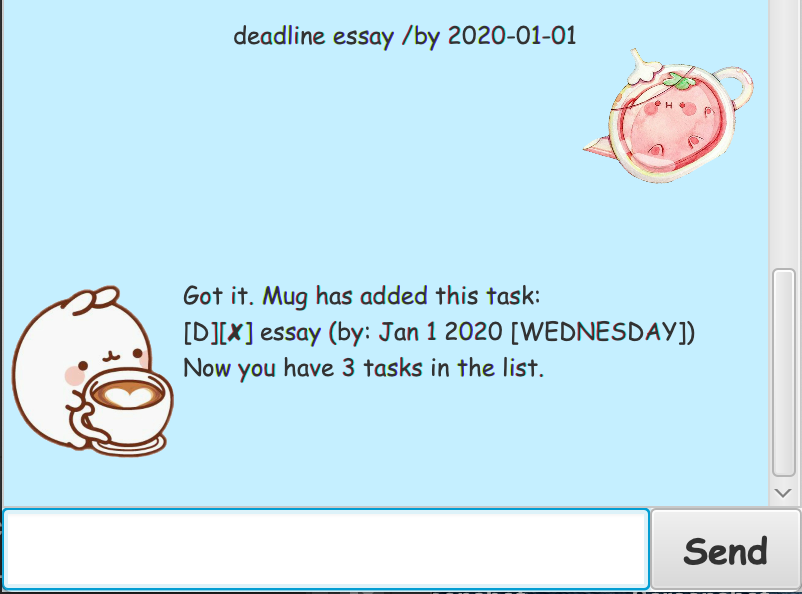 deadline essay /by 2020-01-01
Got it. Mug has added this task:
[D][✘] essay (by: Jan 1 2020 [WEDNESDAY])
Now you have 3 tasks in the list.
Send